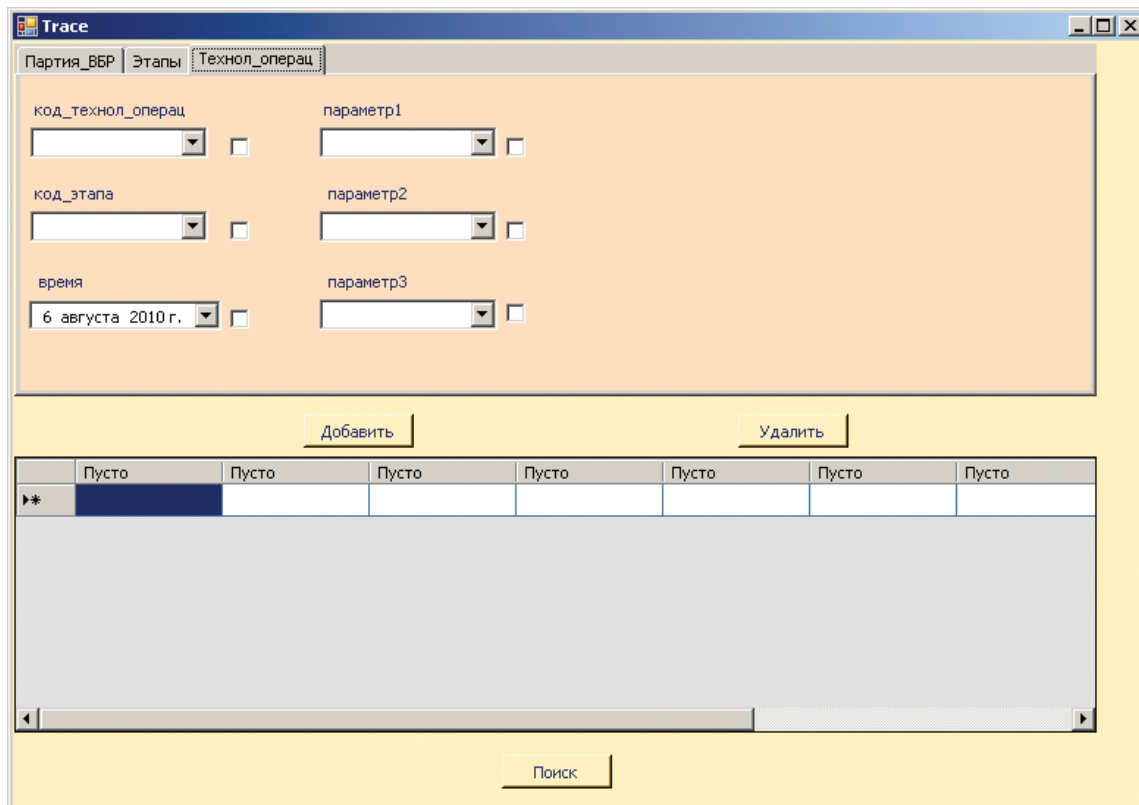 Trace
Партия_ВБР Этапы Технол_операц
код_технол_операц параметр1
код_этапа параметр2
время параметр3
6 августа 2010 г.
Добавить Удалить
Пусто Пусто Пусто Пусто Пусто Пусто Пусто
Поиск